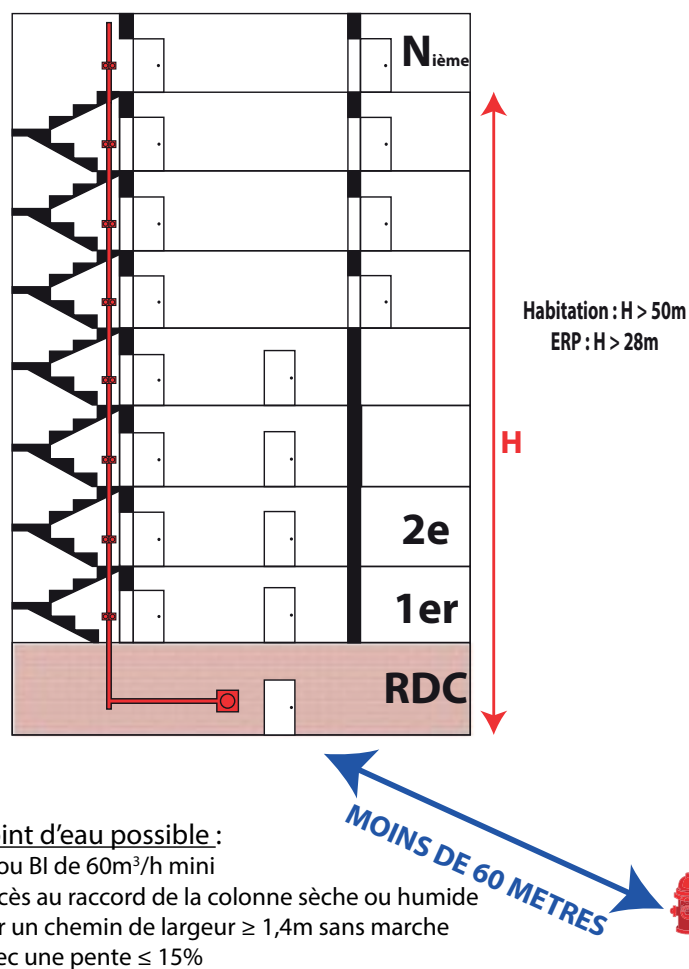 Nième
Habitation : H > 50m
ERP : H > 28m
H
2e
1er
RDC
MOINS DE 60 METRES
oint d'eau possible :
ou BI de 60m³/h mini
cès au raccord de la colonne sèche ou humide
r un chemin de largeur ≥ 1,4m sans marche
ec une pente ≤ 15%